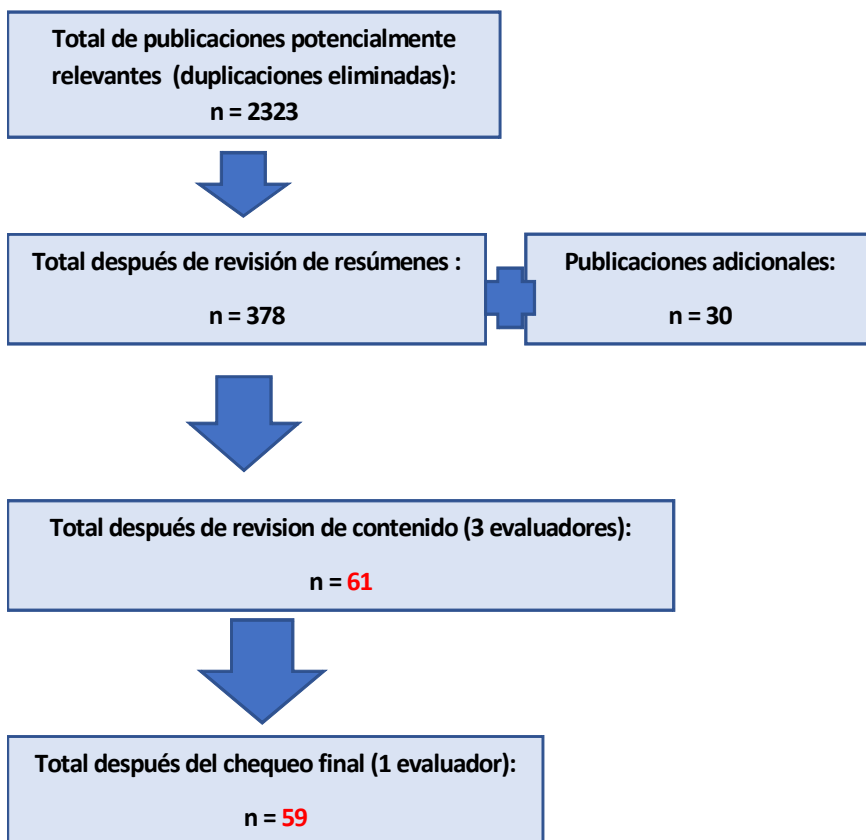 Total de publicaciones potencialmente
relevantes (duplicaciones eliminadas):
n = 2323
Total después de revisión de resúmenes :
n = 378
Publicaciones adicionales:
n = 30
Total después de revision de contenido (3 evaluadores):
n = 61
Total después del chequeo final (1 evaluador):
n = 59